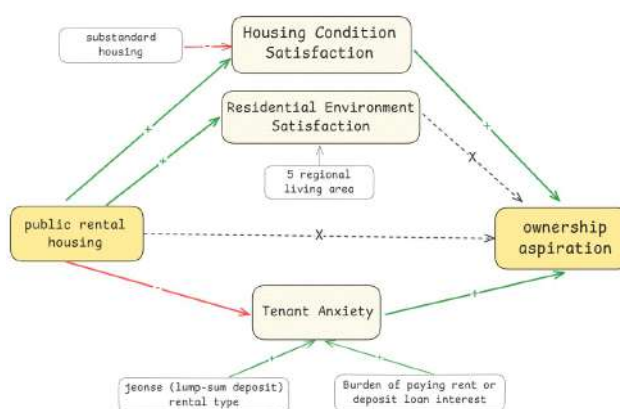 substandard
housing
-
Housing Condition
Satisfaction
+
Residential Environment
Satisfaction
+
+
X
5 regional
living area
public rental
housing
X
ownership
aspiration
-
Tenant Anxiety
+
+
+
jeonse (lump-sum deposit)
rental type
Burden of paying rent or
deposit loan interest